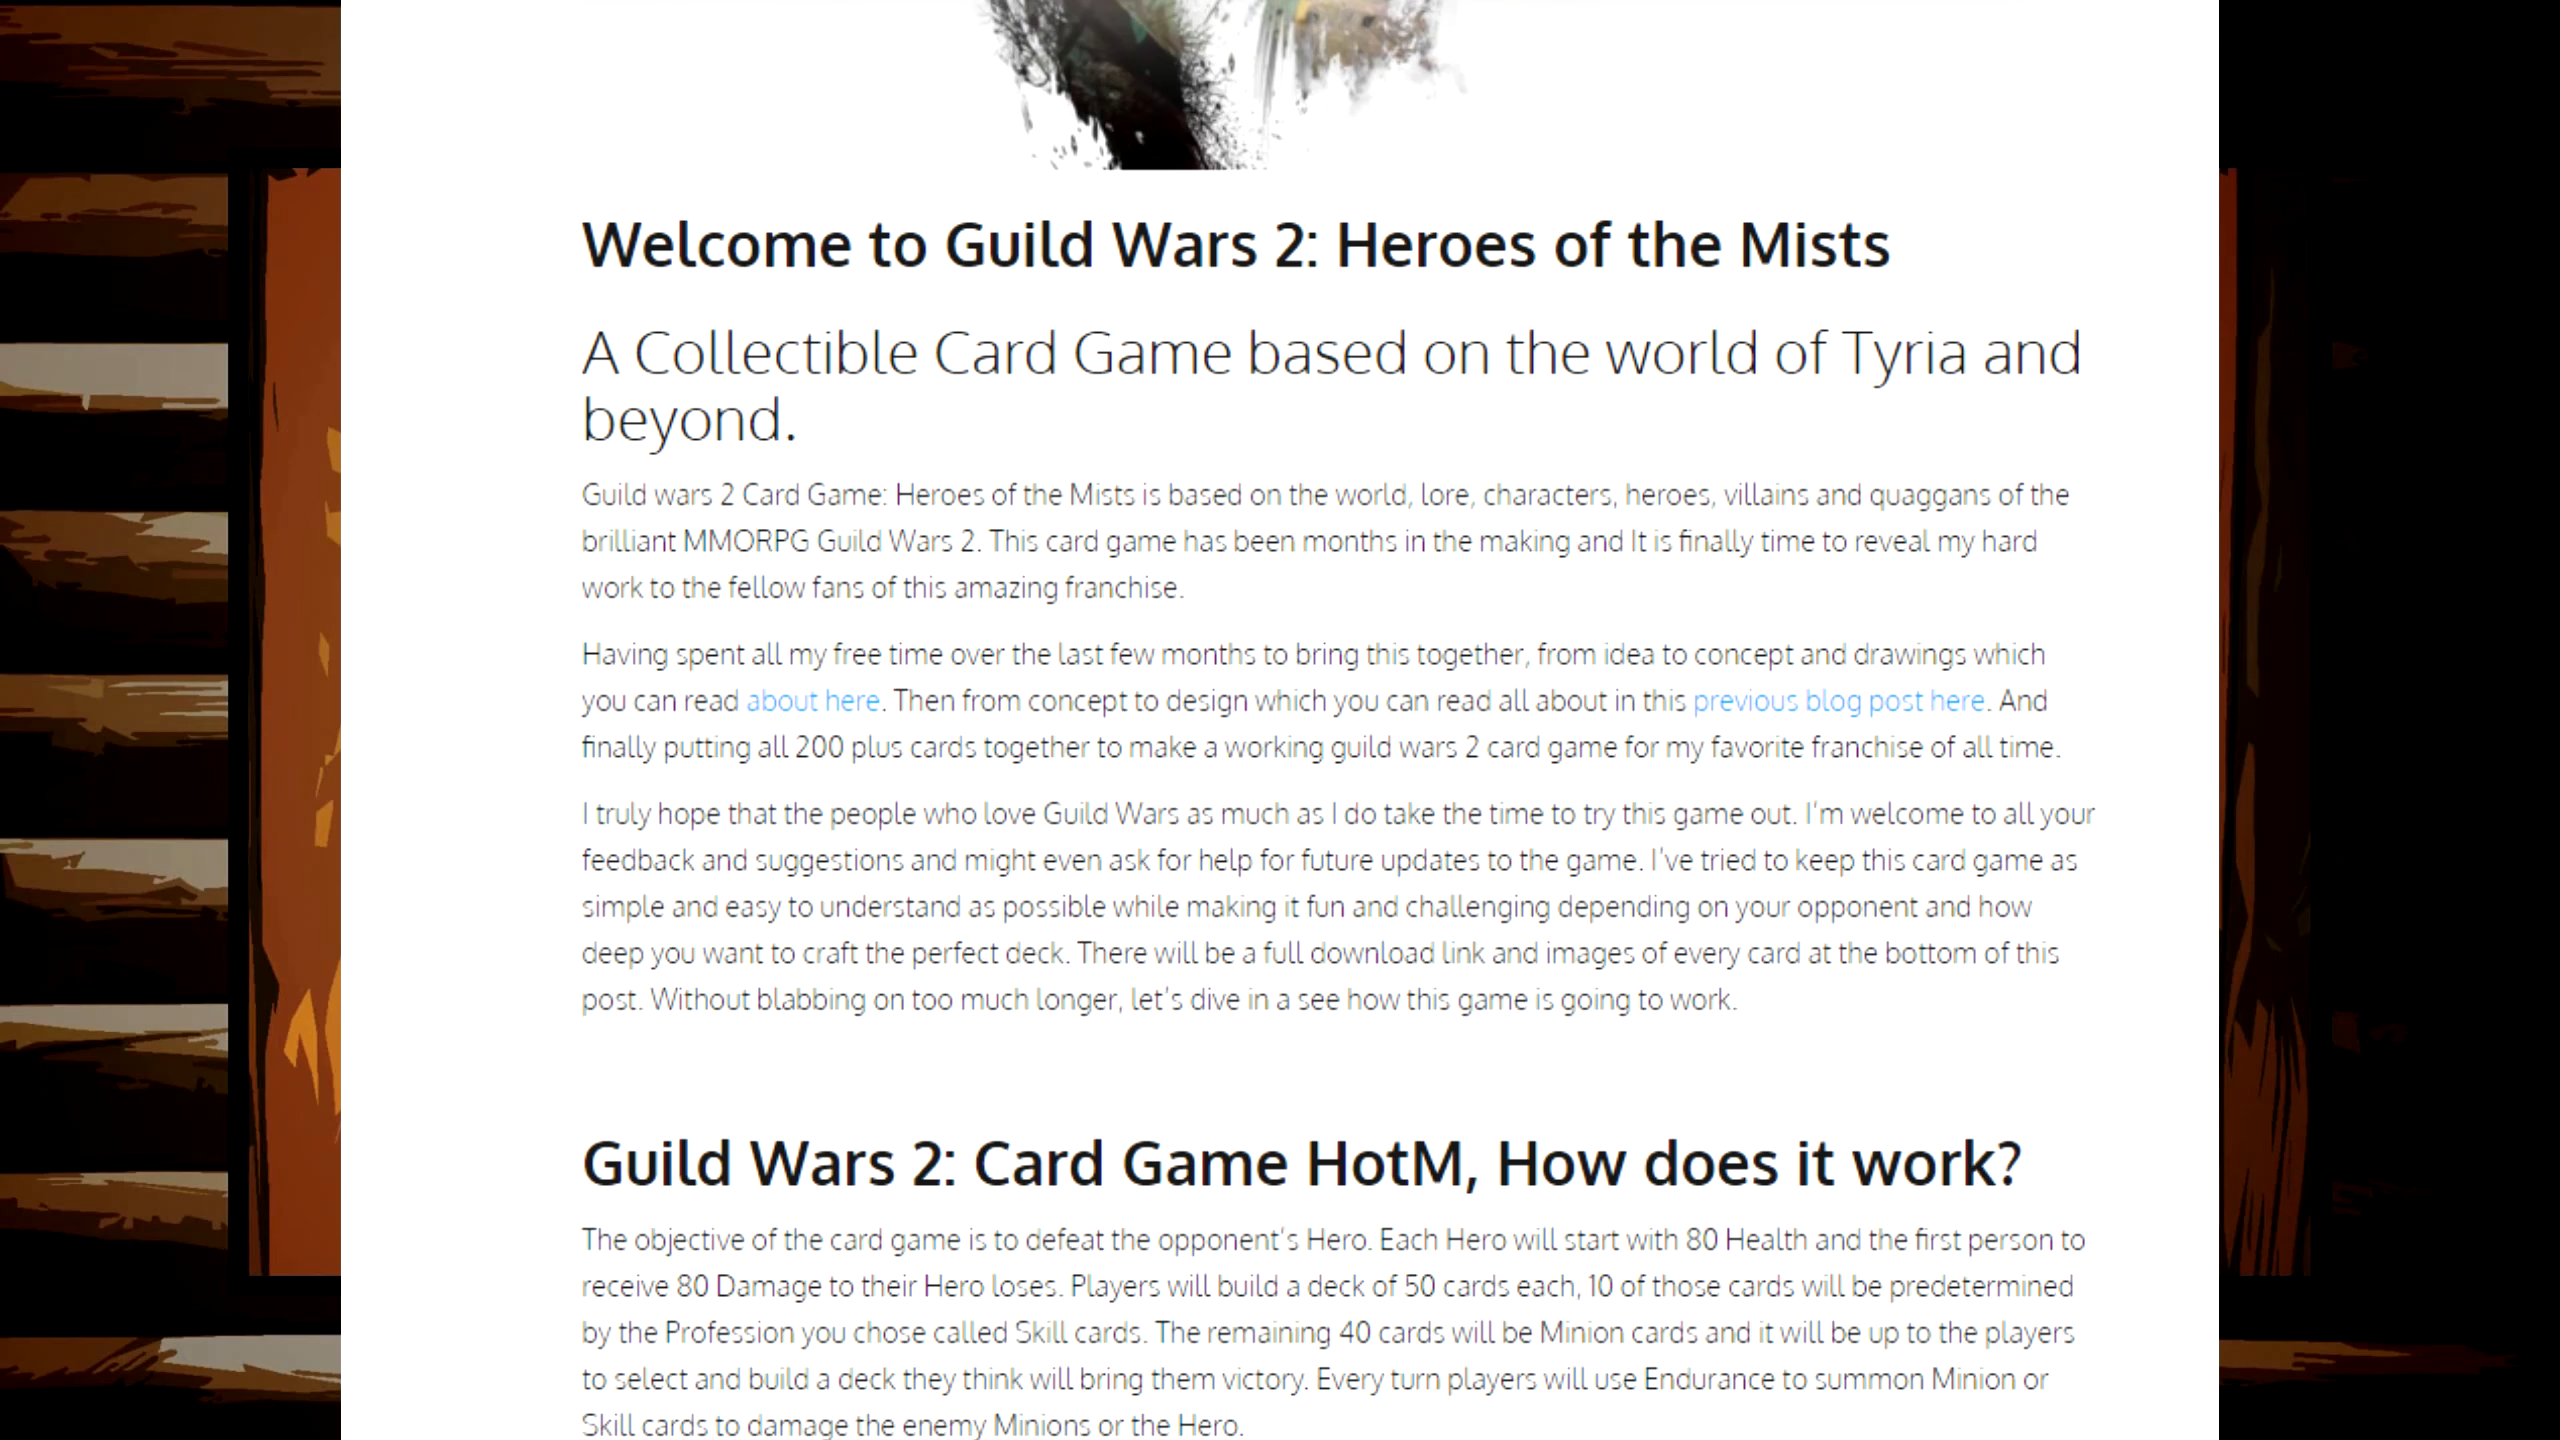 Welcome to Guild Wars 2: Heroes of the Mists
A Collectible Card Game based on the world of Tyria and
beyond.
Guild wars 2 Card Game: Heroes of the Mists is based on the world, lore, characters, heroes, villains and quaggans of the
brilliant MMORPG Guild Wars 2. This card game has been months in the making and It is finally time to reveal my hard
work to the fellow fans of this amazing franchise.
Having spent all my free time over the last few months to bring this together, from idea to concept and drawings which
you can read about here. Then from concept to design which you can read all about in this previous blog post here. And
finally putting all 200 plus cards together to make a working guild wars 2 card game for my favorite franchise of all time.
I truly hope that the people who love Guild Wars as much as I do take the time to try this game out. I'm welcome to all your
feedback and suggestions and might even ask for help for future updates to the game. I've tried to keep this card game as
simple and easy to understand as possible while making it fun and challenging depending on your opponent and how
deep you want to craft the perfect deck. There will be a full download link and images of every card at the bottom of this
post. Without blabbing on too much longer, let's dive in a see how this game is going to work.
Guild Wars 2: Card Game HotM, How does it work?
The objective of the card game is to defeat the opponent's Hero. Each Hero will start with 80 Health and the first person to
receive 80 Damage to their Hero loses. Players will build a deck of 50 cards each, 10 of those cards will be predetermined
by the Profession you chose called Skill cards. The remaining 40 cards will be Minion cards and it will be up to the players
to select and build a deck they think will bring them victory. Every turn players will use Endurance to summon Minion or
Skill cards to damage the enemy Minions or the Hero.